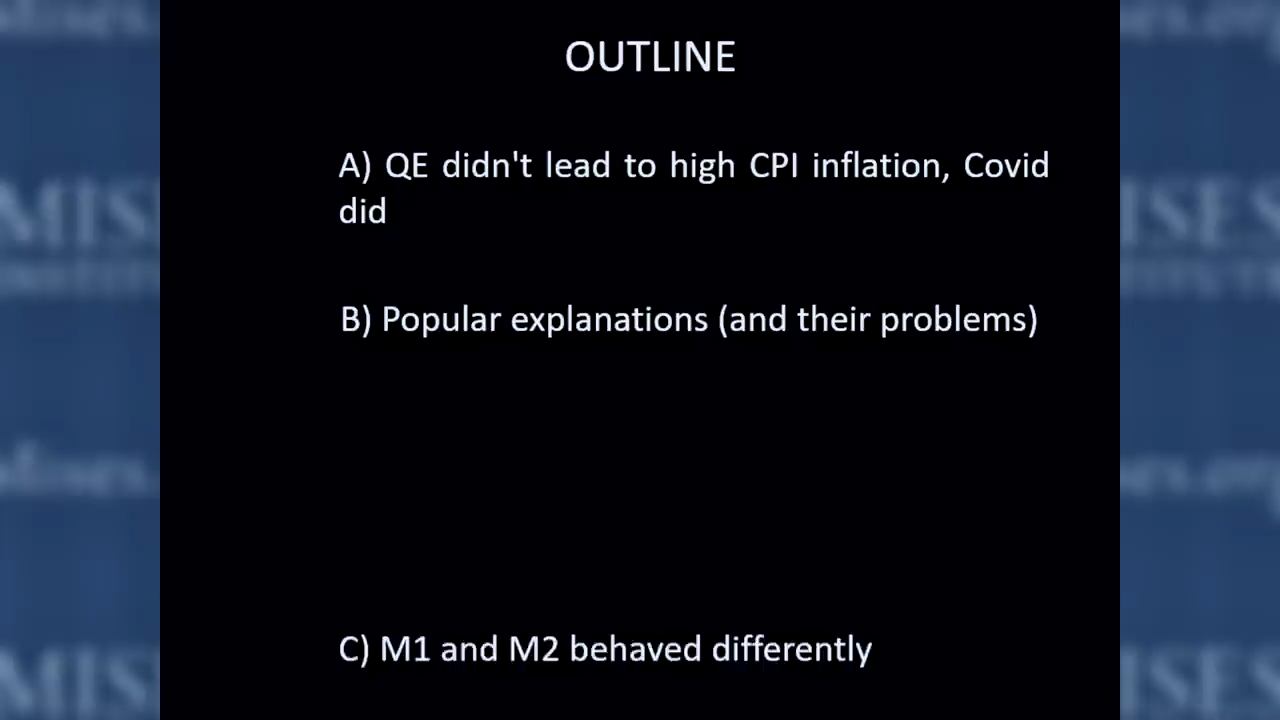 OUTLINE
A) QE didn't lead to high CPI inflation, Covid
did
B) Popular explanations (and their problems)
C) M1 and M2 behaved differently